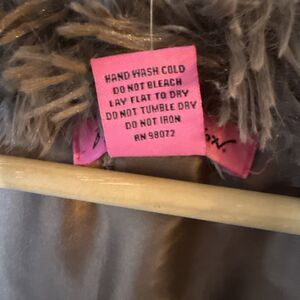 HAND WASH COLD
DO NOT BLEACH
LAY FLAT TO DRY
DO NOT TUMBLE DRY
DO NOT IRON
RN 98072